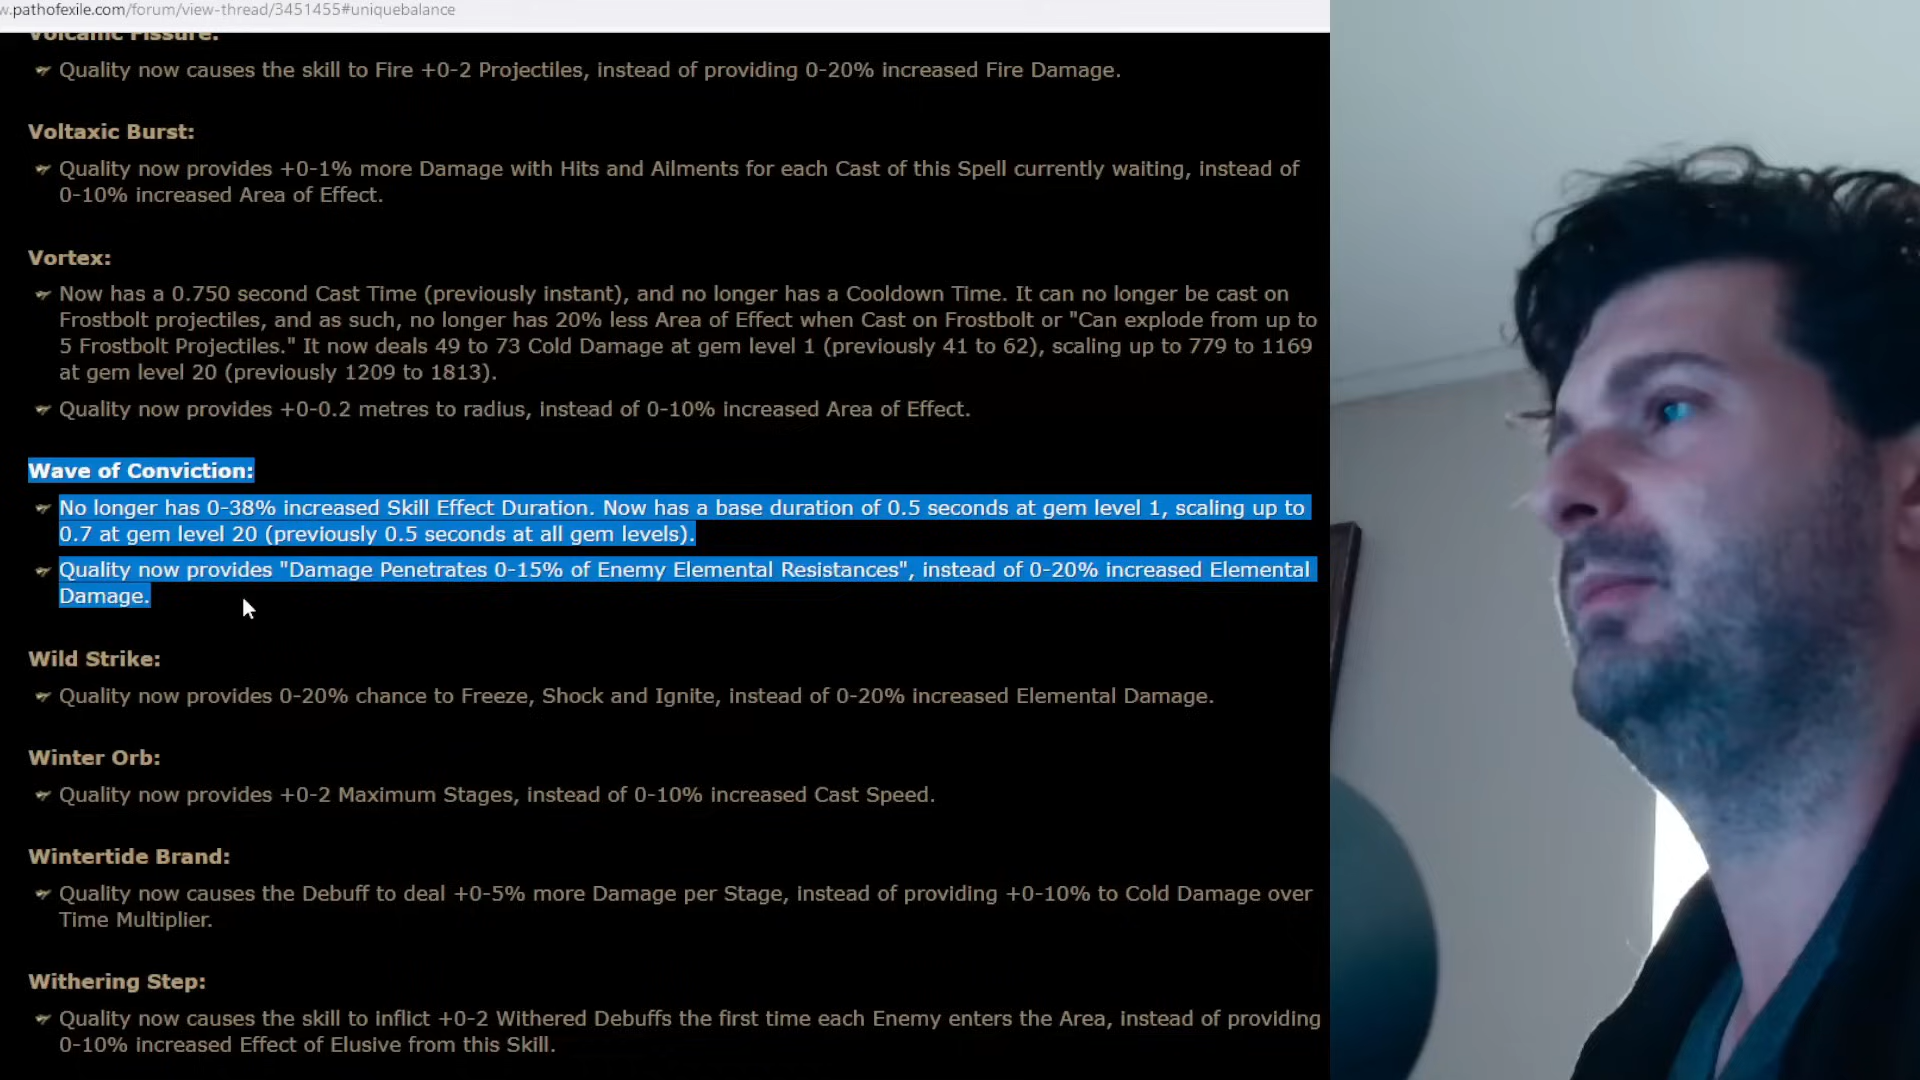 w.pathofexile.com/forum/view-thread/3451455#uniquebalance
Volcanic Fissure:
Quality now causes the skill to Fire +0-2 Projectiles, instead of providing 0-20% increased Fire Damage.
Voltaxic Burst:
Quality now provides +0-1% more Damage with Hits and Ailments for each Cast of this Spell currently waiting, instead of
0-10% increased Area of Effect.
Vortex:
Now has a 0.750 second Cast Time (previously instant), and no longer has a Cooldown Time. It can no longer be cast on
Frostbolt projectiles, and as such, no longer has 20% less Area of Effect when Cast on Frostbolt or "Can explode from up to
5 Frostbolt Projectiles." It now deals 49 to 73 Cold Damage at gem level 1 (previously 41 to 62), scaling up to 779 to 1169
at gem level 20 (previously 1209 to 1813).
Quality now provides +0-0.2 metres to radius, instead of 0-10% increased Area of Effect.
Wave of Conviction:
No longer has 0-38% increased Skill Effect Duration. Now has a base duration of 0.5 seconds at gem level 1, scaling up to
0.7 at gem level 20 (previously 0.5 seconds at all gem levels).
Quality now provides "Damage Penetrates 0-15% of Enemy Elemental Resistances", instead of 0-20% increased Elemental
Damage.
Wild Strike:
Quality now provides 0-20% chance to Freeze, Shock and Ignite, instead of 0-20% increased Elemental Damage.
Winter Orb:
Quality now provides +0-2 Maximum Stages, instead of 0-10% increased Cast Speed.
Wintertide Brand:
Quality now causes the Debuff to deal +0-5% more Damage per Stage, instead of providing +0-10% to Cold Damage over
Time Multiplier.
Withering Step:
Quality now causes the skill to inflict +0-2 Withered Debuffs the first time each Enemy enters the Area, instead of providing
0-10% increased Effect of Elusive from this Skill.